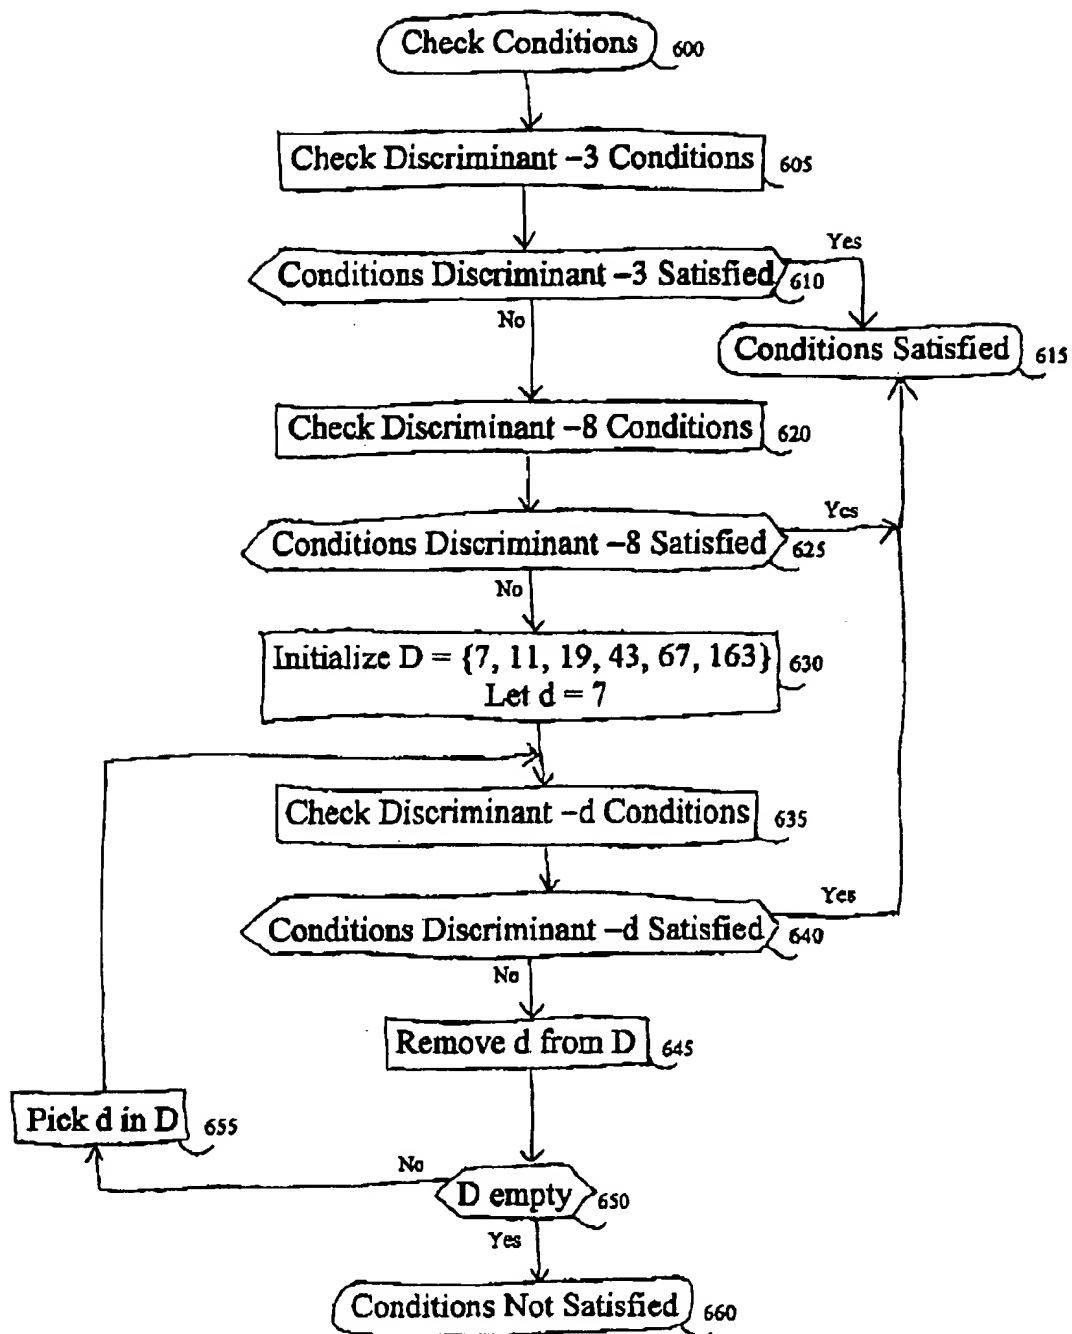 Check Conditions 600
Check Discriminant –3 Conditions 605
Yes
Conditions Discriminant –3 Satisfied 610
No
Conditions Satisfied 615
Check Discriminant –8 Conditions 620
Yes
Conditions Discriminant –8 Satisfied 625
No
Initialize D = {7, 11, 19, 43, 67, 163} 630
Let d = 7
Check Discriminant –d Conditions 635
Yes
Conditions Discriminant –d Satisfied 640
No
Remove d from D 645
Pick d in D 655
No
D empty 650
Yes
Conditions Not Satisfied 660